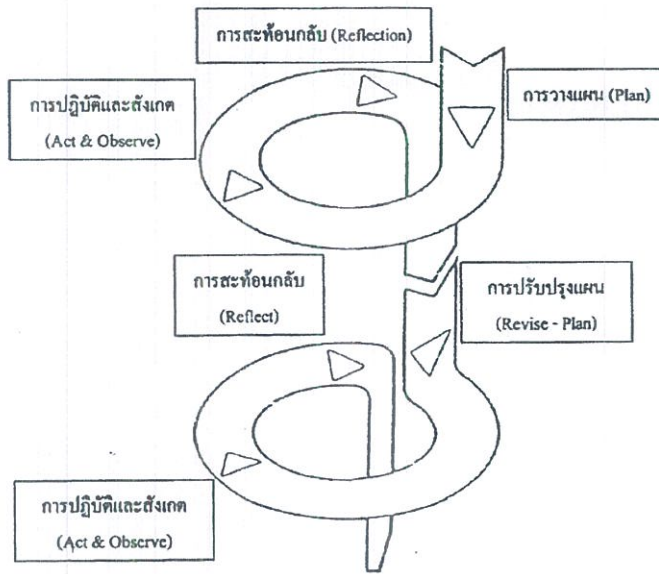 การสะท้อนกลับ (Reflection)
การวางแผน (Plan)
การปฏิบัติและสังเกต
(Act & Observe)
การสะท้อนกลับ
(Reflect)
การปรับปรุงแผน
(Revise - Plan)
การปฏิบัติและสังเกต
(Act & Observe)